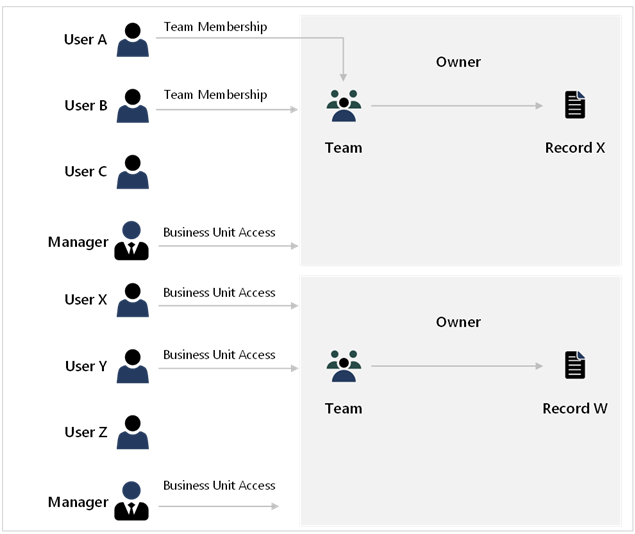 User A
Team Membership
Owner
User B
Team Membership
Team
Record X
User C
Manager
Business Unit Access
User X
Business Unit Access
Owner
User Y
Business Unit Access
Team
Record W
User Z
Manager
Business Unit Access